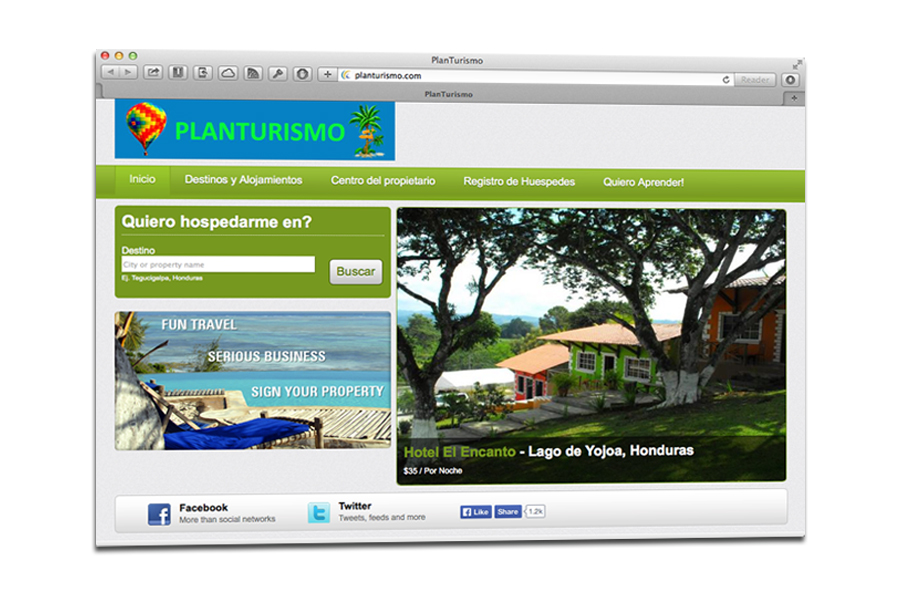 PlanTurismo
planturismo.com
Reader
PlanTurismo
PLANTURISMO
Inicio
Destinos y Alojamientos
Centro del propietario
Registro de Huespedes
Quiero Aprender!
Quiero hospedarme en?
Destino
City or property name
Buscar
Ej. Tegucigalpa, Honduras
FUN TRAVEL
SERIOUS BUSINESS
SIGN YOUR PROPERTY
Hotel El Encanto - Lago de Yojoa, Honduras
$35 / Por Noche
Facebook
More than social networks
Twitter
Tweets, feeds and more
Like
Share
1.2k